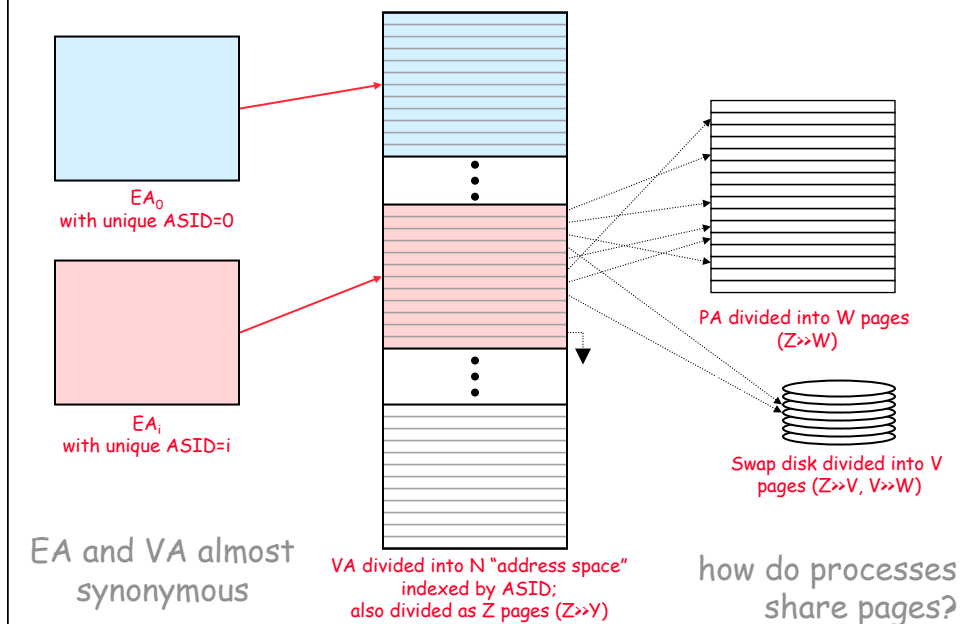 EA₀
with unique ASID=0
EAᵢ
with unique ASID=i
EA and VA almost
synonymous
VA divided into N “address space”
indexed by ASID;
also divided as Z pages (Z>>Y)
PA divided into W pages
(Z>>W)
Swap disk divided into V
pages (Z>>V, V>>W)
how do processes
share pages?